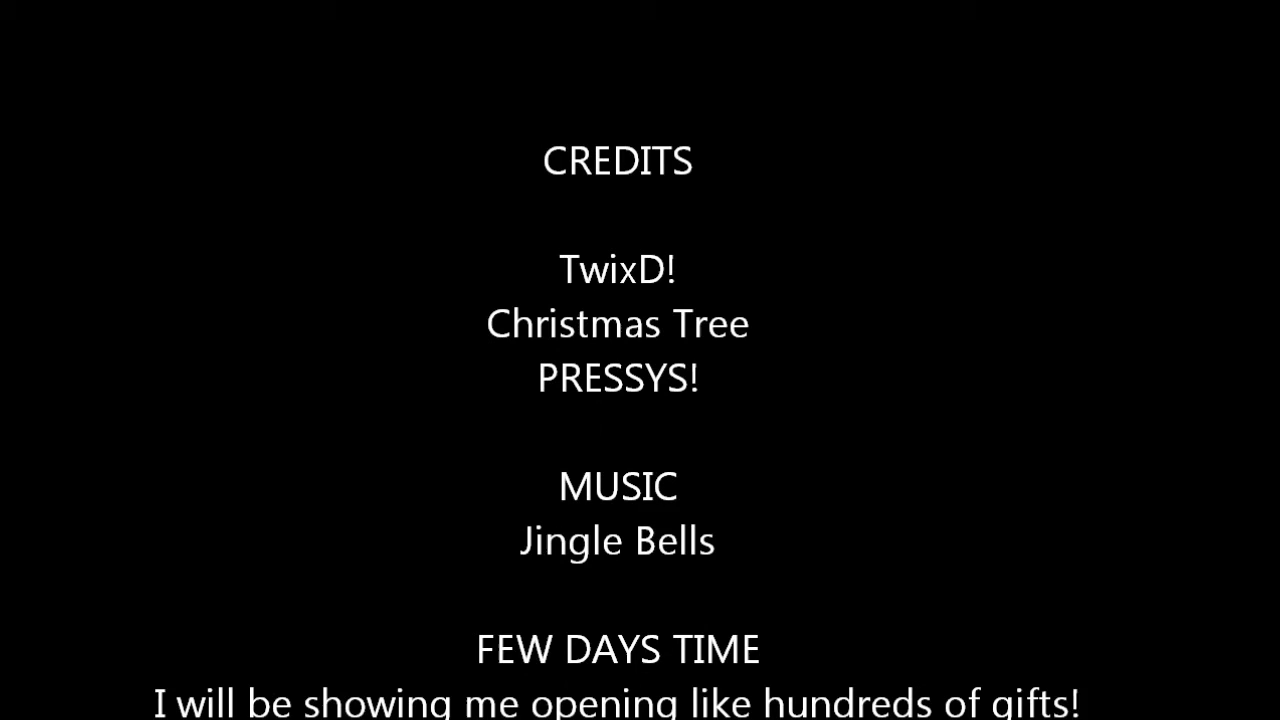 CREDITS
TwixD!
Christmas Tree
PRESSYS!
MUSIC
Jingle Bells
FEW DAYS TIME
I will be showing me opening like hundreds of gifts!